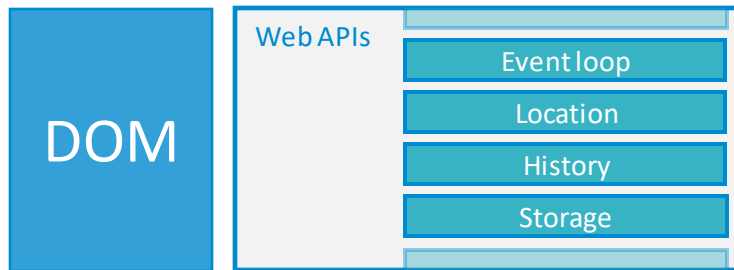 DOM
Web APIs
Event loop
Location
History
Storage